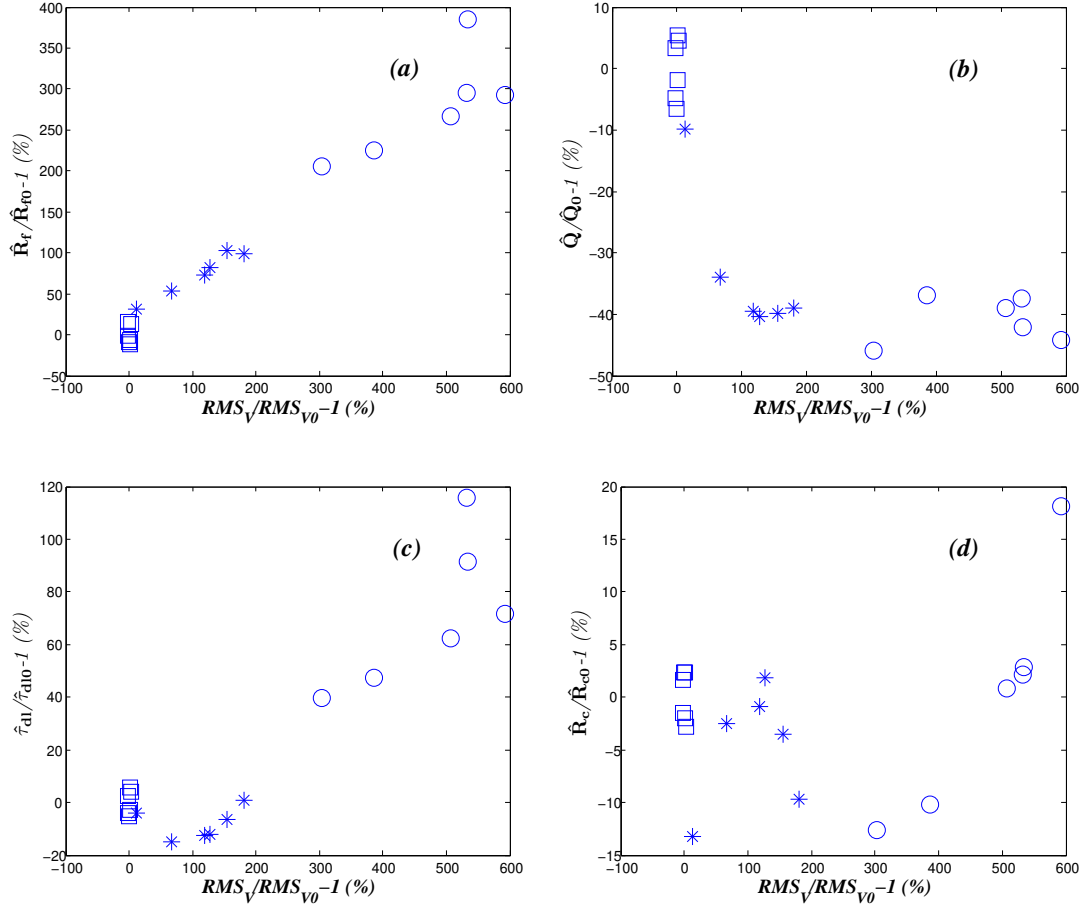 400
350
300
250
200
150
100
50
0
−50
−100 0 100 200 300 400 500 600
R̂f/R̂f0-1 (%)
RMSV/RMSV0−1 (%)
(a)
10
0
−10
−20
−30
−40
−50
−100 0 100 200 300 400 500 600
Q̂/Q̂0-1 (%)
RMSV/RMSV0−1 (%)
(b)
120
100
80
60
40
20
0
−20
−100 0 100 200 300 400 500 600
τ̂dl/τ̂dl0-1 (%)
RMSV/RMSV0−1 (%)
(c)
20
15
10
5
0
−5
−10
−15
−100 0 100 200 300 400 500 600
R̂c/R̂c0-1 (%)
RMSV/RMSV0−1 (%)
(d)